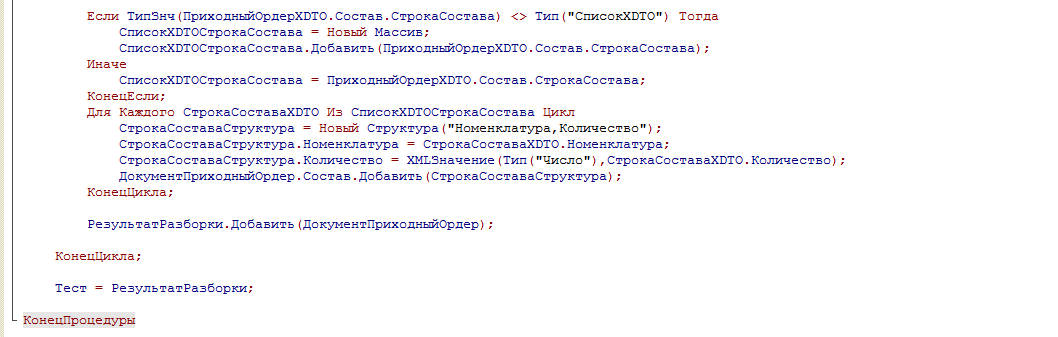 Если ТипЗнч(ПриходныйОрдерXDTO.Состав.СтрокаСостава) <> Тип("СписокXDTO") Тогда
СписокXDTOСтрокаСостава = Новый Массив;
СписокXDTOСтрокаСостава.Добавить(ПриходныйОрдерXDTO.Состав.СтрокаСостава);
Иначе
СписокXDTOСтрокаСостава = ПриходныйОрдерXDTO.Состав.СтрокаСостава;
КонецЕсли;
Для Каждого СтрокаСоставаXDTO Из СписокXDTOСтрокаСостава Цикл
СтрокаСоставаСтруктура = Новый Структура("Номенклатура,Количество");
СтрокаСоставаСтруктура.Номенклатура = СтрокаСоставаXDTO.Номенклатура;
СтрокаСоставаСтруктура.Количество = XMLЗначение(Тип("Число"),СтрокаСоставаXDTO.Количество);
ДокументПриходныйОрдер.Состав.Добавить(СтрокаСоставаСтруктура);
КонецЦикла;
РезультатРазборки.Добавить(ДокументПриходныйОрдер);
КонецЦикла;
Тест = РезультатРазборки;
КонецПроцедуры